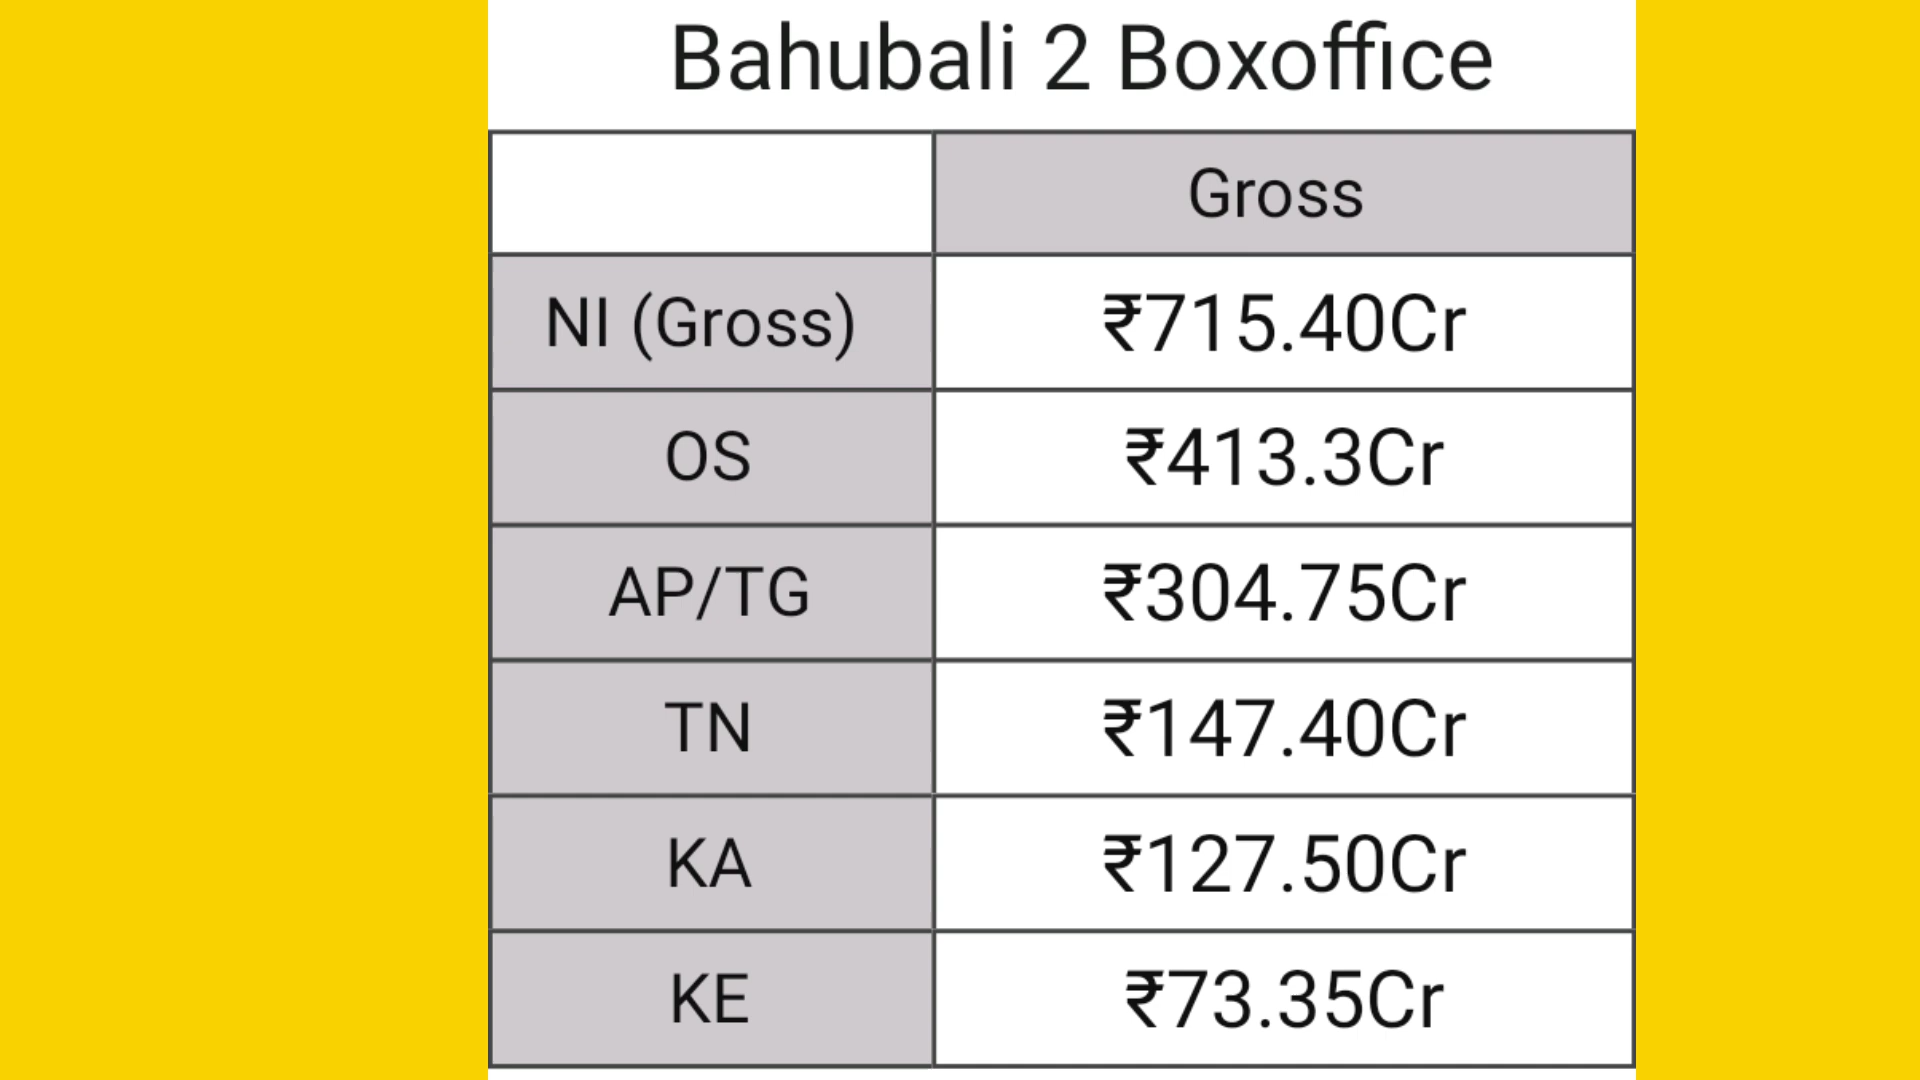 Bahubali 2 Boxoffice
Gross
NI (Gross) ₹715.40Cr
OS ₹413.3Cr
AP/TG ₹304.75Cr
TN ₹147.40Cr
KA ₹127.50Cr
KE ₹73.35Cr